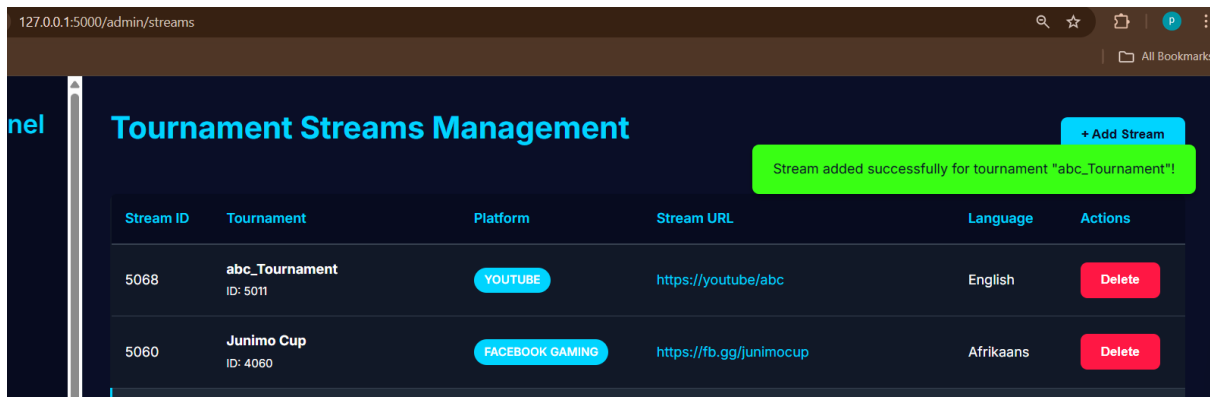 127.0.0.1:5000/admin/streams
P
All Bookmarks
nel
Tournament Streams Management
+ Add Stream
Stream added successfully for tournament "abc_Tournament"!
Stream ID Tournament Platform Stream URL Language Actions
5068 abc_Tournament YOUTUBE https://youtube/abc English Delete
ID: 5011
5060 Junimo Cup FACEBOOK GAMING https://fb.gg/junimocup Afrikaans Delete
ID: 4060